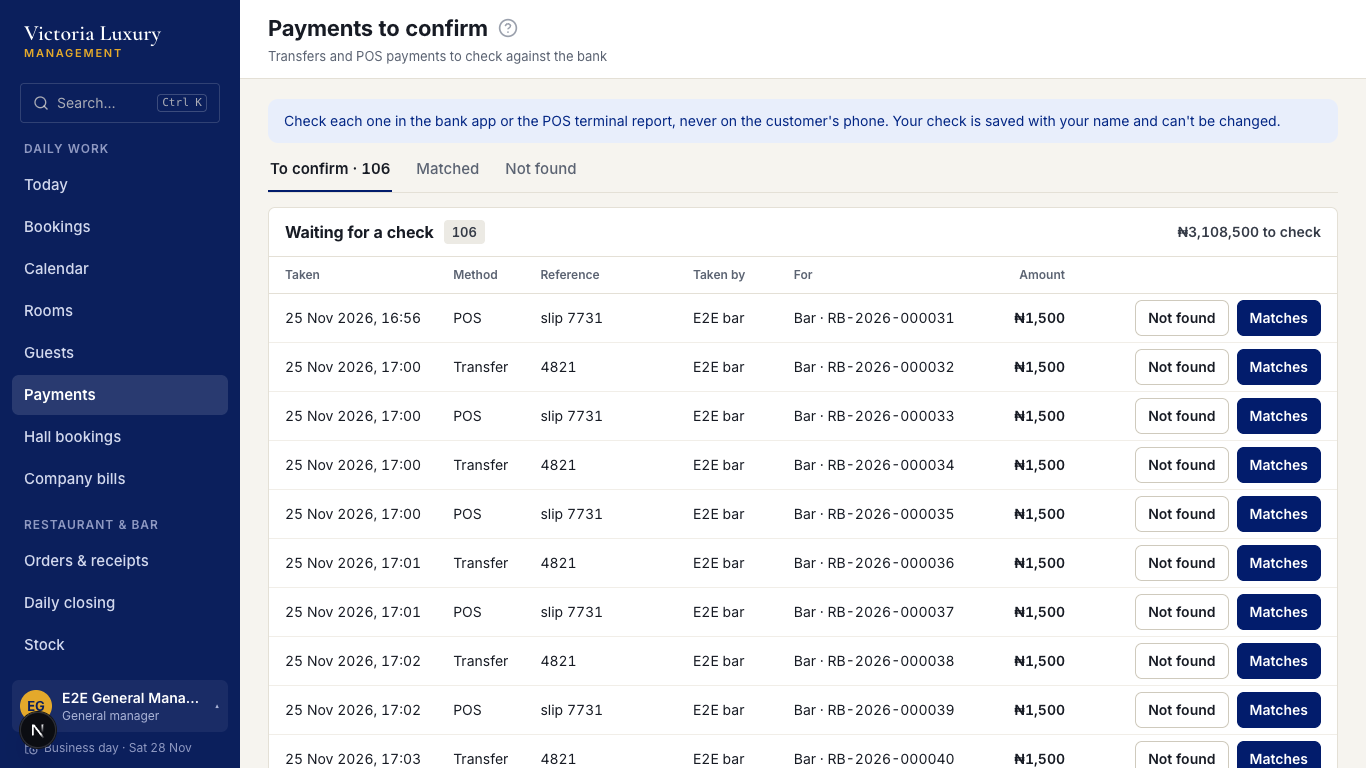 Victoria Luxury
MANAGEMENT
Search...
Ctrl K
DAILY WORK
Today
Bookings
Calendar
Rooms
Guests
Payments
Hall bookings
Company bills
RESTAURANT & BAR
Orders & receipts
Daily closing
Stock
EG
E2E General Mana...
General manager
N
Business day · Sat 28 Nov
Payments to confirm ?
Transfers and POS payments to check against the bank
Check each one in the bank app or the POS terminal report, never on the customer's phone. Your check is saved with your name and can't be changed.
To confirm · 106 Matched Not found
Waiting for a check 106 ₦3,108,500 to check
Taken Method Reference Taken by For Amount
25 Nov 2026, 16:56 POS slip 7731 E2E bar Bar · RB-2026-000031 ₦1,500 Not found Matches
25 Nov 2026, 17:00 Transfer 4821 E2E bar Bar · RB-2026-000032 ₦1,500 Not found Matches
25 Nov 2026, 17:00 POS slip 7731 E2E bar Bar · RB-2026-000033 ₦1,500 Not found Matches
25 Nov 2026, 17:00 Transfer 4821 E2E bar Bar · RB-2026-000034 ₦1,500 Not found Matches
25 Nov 2026, 17:00 POS slip 7731 E2E bar Bar · RB-2026-000035 ₦1,500 Not found Matches
25 Nov 2026, 17:01 Transfer 4821 E2E bar Bar · RB-2026-000036 ₦1,500 Not found Matches
25 Nov 2026, 17:01 POS slip 7731 E2E bar Bar · RB-2026-000037 ₦1,500 Not found Matches
25 Nov 2026, 17:02 Transfer 4821 E2E bar Bar · RB-2026-000038 ₦1,500 Not found Matches
25 Nov 2026, 17:02 POS slip 7731 E2E bar Bar · RB-2026-000039 ₦1,500 Not found Matches
25 Nov 2026, 17:03 Transfer 4821 E2E bar Bar · RB-2026-000040 ₦1,500 Not found Matches